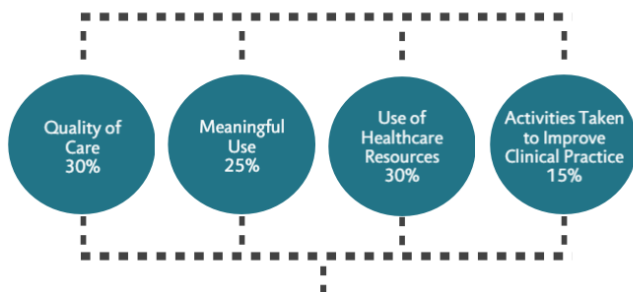 Quality of
Care
30%
Meaningful
Use
25%
Use of
Healthcare
Resources
30%
Activities Taken
to Improve
Clinical Practice
15%